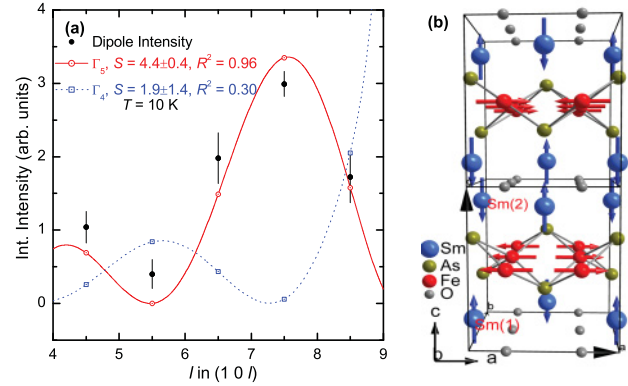 (a)
Dipole Intensity
Γ5, S = 4.4±0.4, R² = 0.96
Γ4, S = 1.9±1.4, R² = 0.30
T = 10 K
Int. Intensity (arb. units)
4
3
2
1
0
4 5 6 7 8 9
l in (1 0 l)
(b)
Sm(2)
Sm
As
Fe
O
Sm(1)
c
b
a
b
a